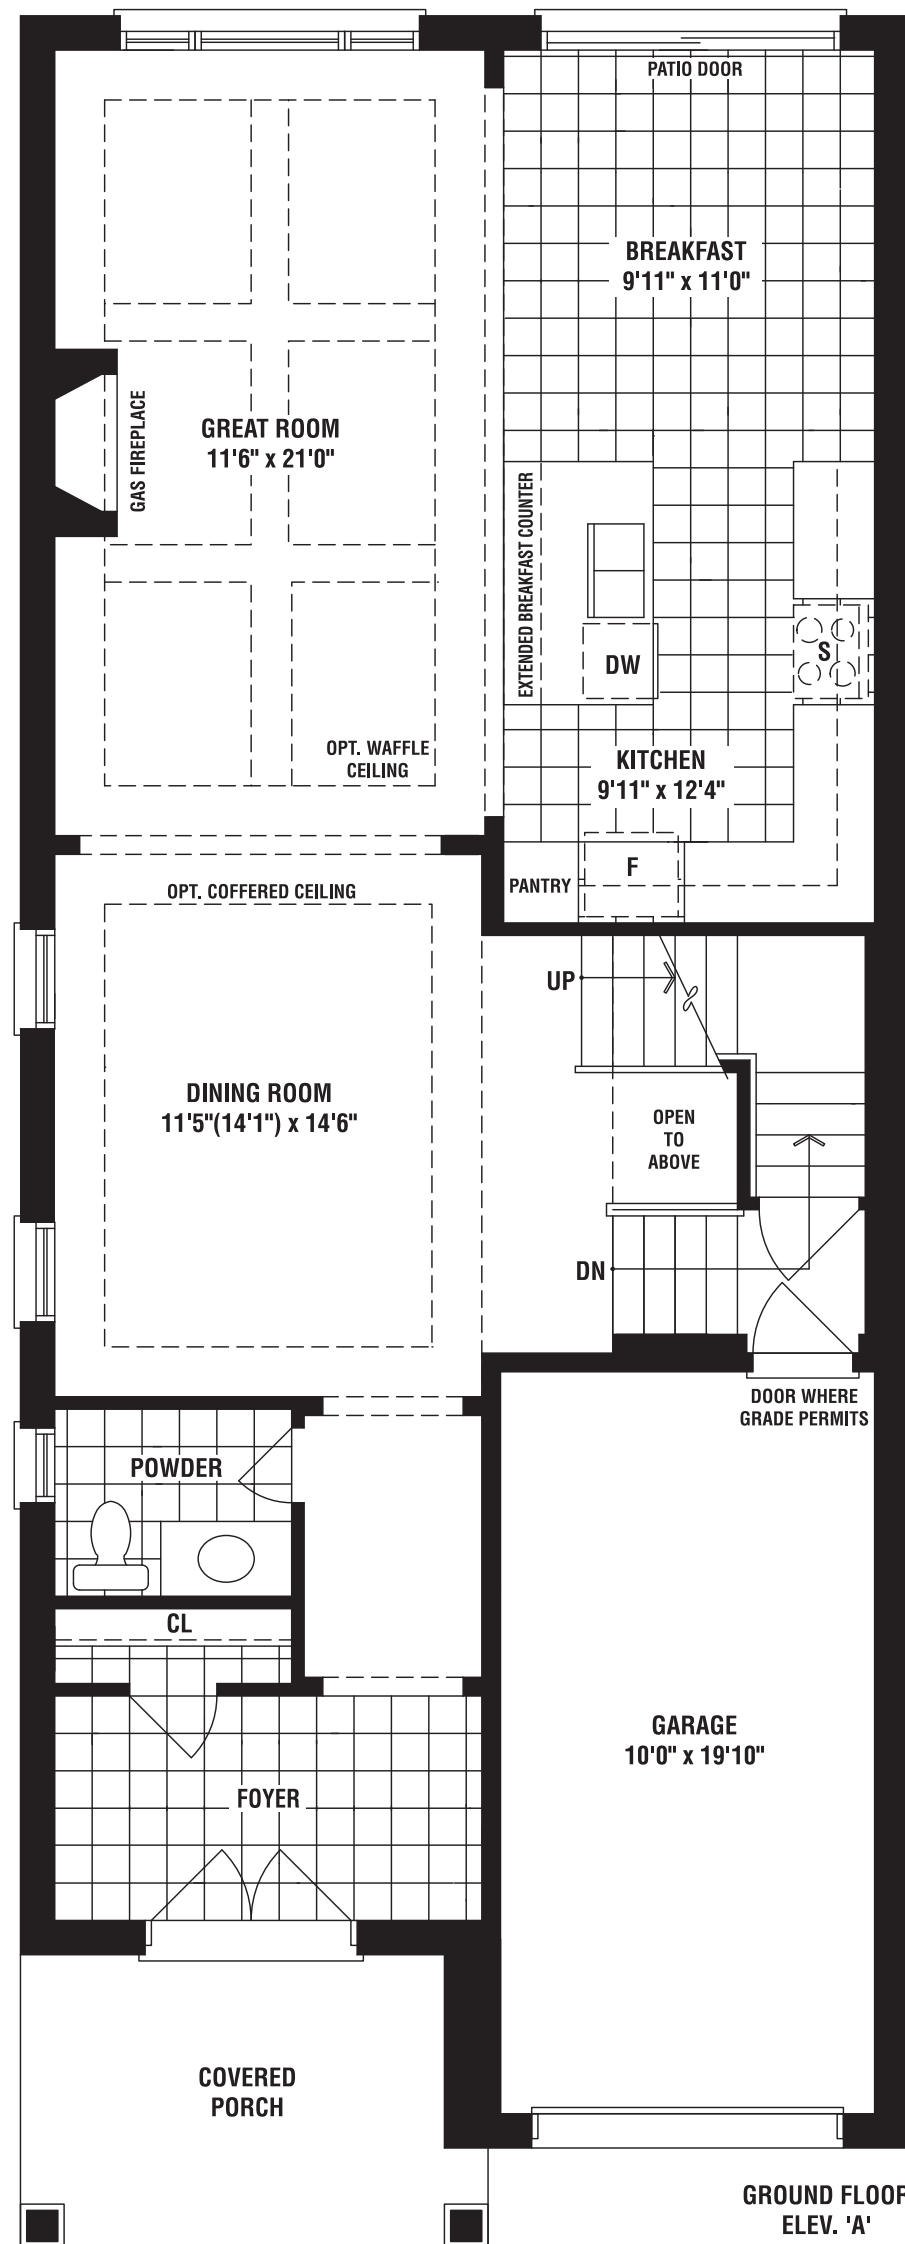 PATIO DOOR
BREAKFAST
9'11" x 11'0"
GREAT ROOM
11'6" x 21'0"
GAS FIREPLACE
EXTENDED BREAKFAST COUNTER
DW
S
OPT. WAFFLE
CEILING
KITCHEN
9'11" x 12'4"
F
PANTRY
OPT. COFFERED CEILING
UP
DINING ROOM
11'5"(14'1") x 14'6"
OPEN
TO
ABOVE
DN
DOOR WHERE
GRADE PERMITS
POWDER
CL
GARAGE
10'0" x 19'10"
FOYER
COVERED
PORCH
GROUND FLOOR
ELEV. 'A'